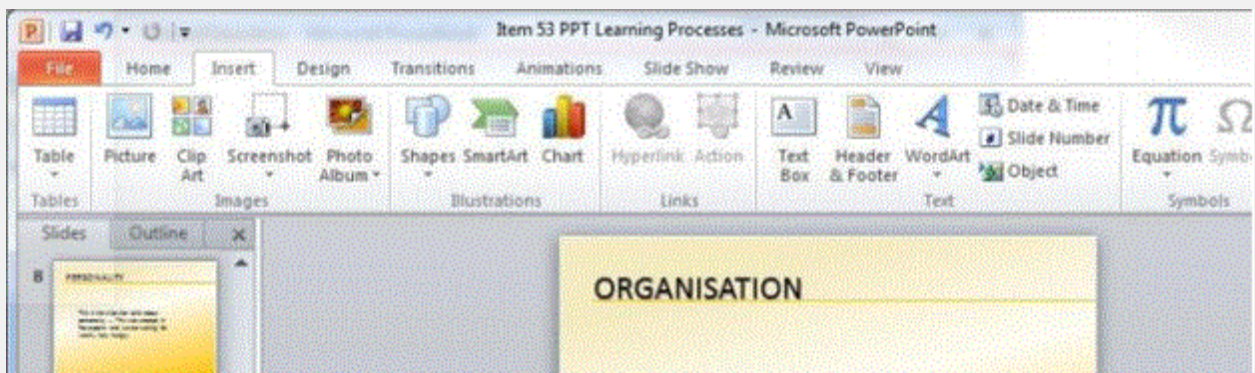 Item 53 PPT Learning Processes - Microsoft PowerPoint
File Home Insert Design Transitions Animations Slide Show Review View
Table Picture Clip Art Screenshot Photo Album Shapes SmartArt Chart Hyperlink Action Text Box Header & Footer WordArt Date & Time Slide Number Object Equation
Tables Images Illustrations Links Text Symbols
Slides Outline
8 PERSONALITY
ORGANISATION